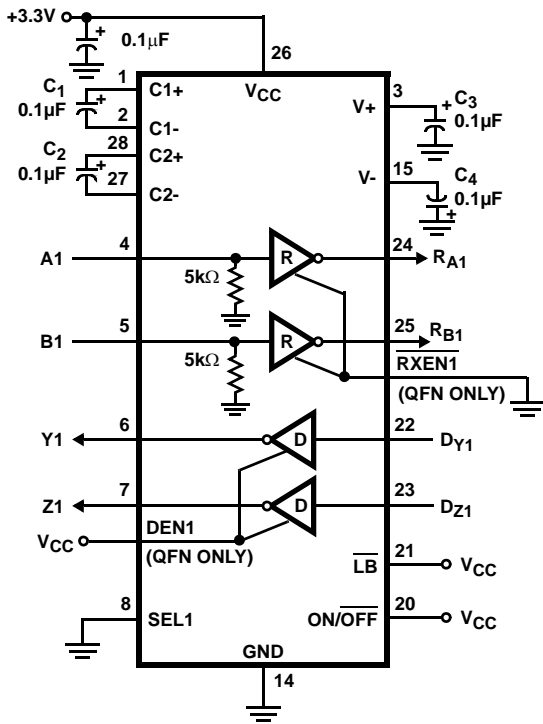 +3.3V
+
0.1µF
26
VCC
C1
0.1µF
+
1
C1+
2
C1-
C2
0.1µF
+
28
C2+
27
C2-
3
V+
+
C3
0.1µF
15
V-
C4
0.1µF
+
A1
4
5kΩ
R
24
RA1
B1
5
5kΩ
R
25
RB1
RXEN1
(QFN ONLY)
Y1
6
D
22
DY1
Z1
7
D
23
DZ1
VCC
DEN1
(QFN ONLY)
LB
21
VCC
8
SEL1
ON/OFF
20
VCC
GND
14